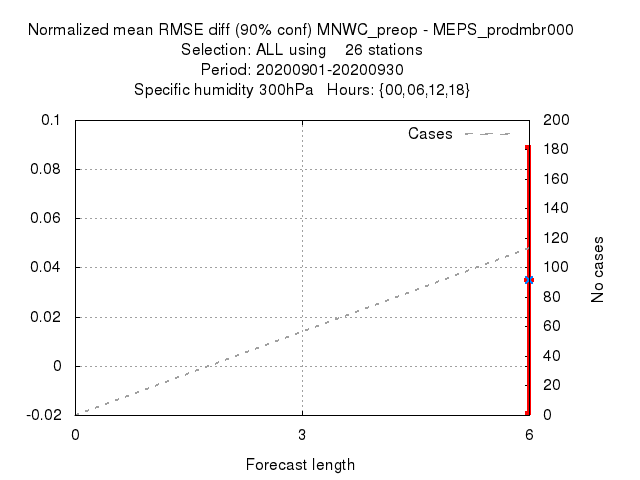 Normalized mean RMSE diff (90% conf) MNWC_preop - MEPS_prodmbr000
Selection: ALL using 26 stations
Period: 20200901-20200930
Specific humidity 300hPa Hours: {00,06,12,18}
Cases
0.1
0.08
0.06
0.04
0.02
0
-0.02
200
180
160
140
120
100
80
60
40
20
0
No cases
0 3 6
Forecast length